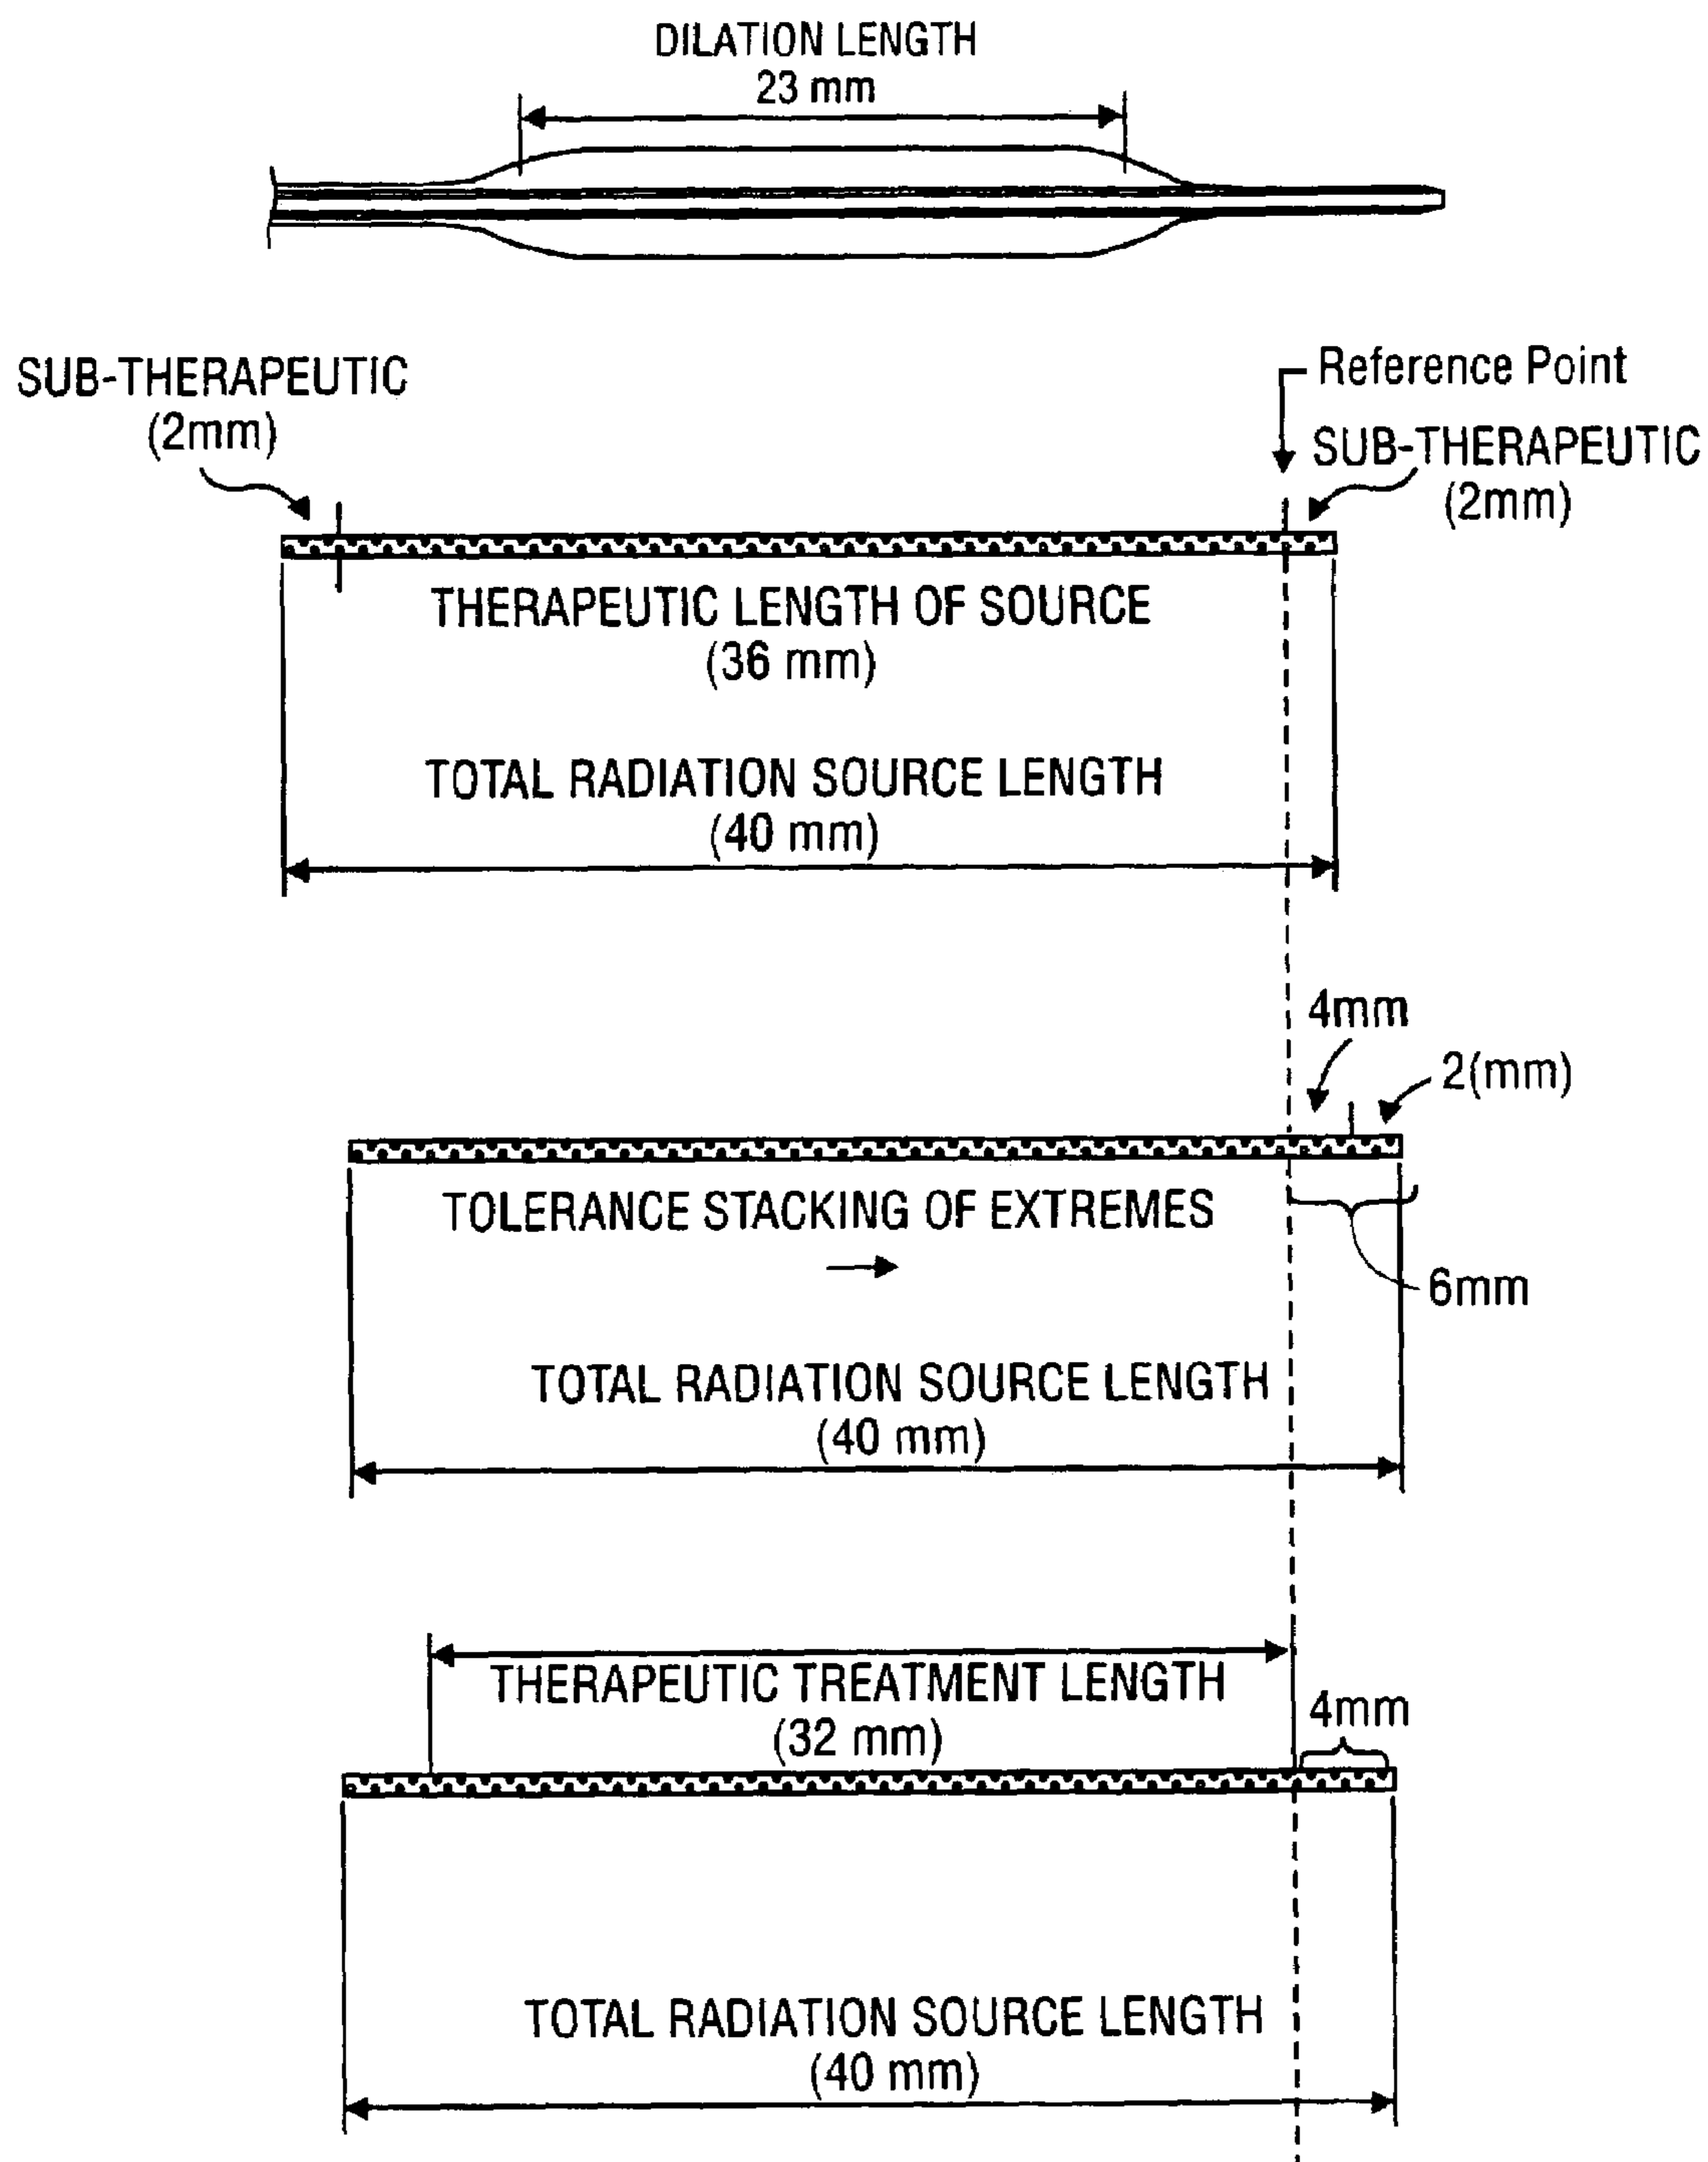 DILATION LENGTH
23 mm
SUB-THERAPEUTIC
(2mm)
Reference Point
SUB-THERAPEUTIC
(2mm)
THERAPEUTIC LENGTH OF SOURCE
(36 mm)
TOTAL RADIATION SOURCE LENGTH
(40 mm)
4mm
2(mm)
TOLERANCE STACKING OF EXTREMES
6mm
TOTAL RADIATION SOURCE LENGTH
(40 mm)
THERAPEUTIC TREATMENT LENGTH
(32 mm)
4mm
TOTAL RADIATION SOURCE LENGTH
(40 mm)